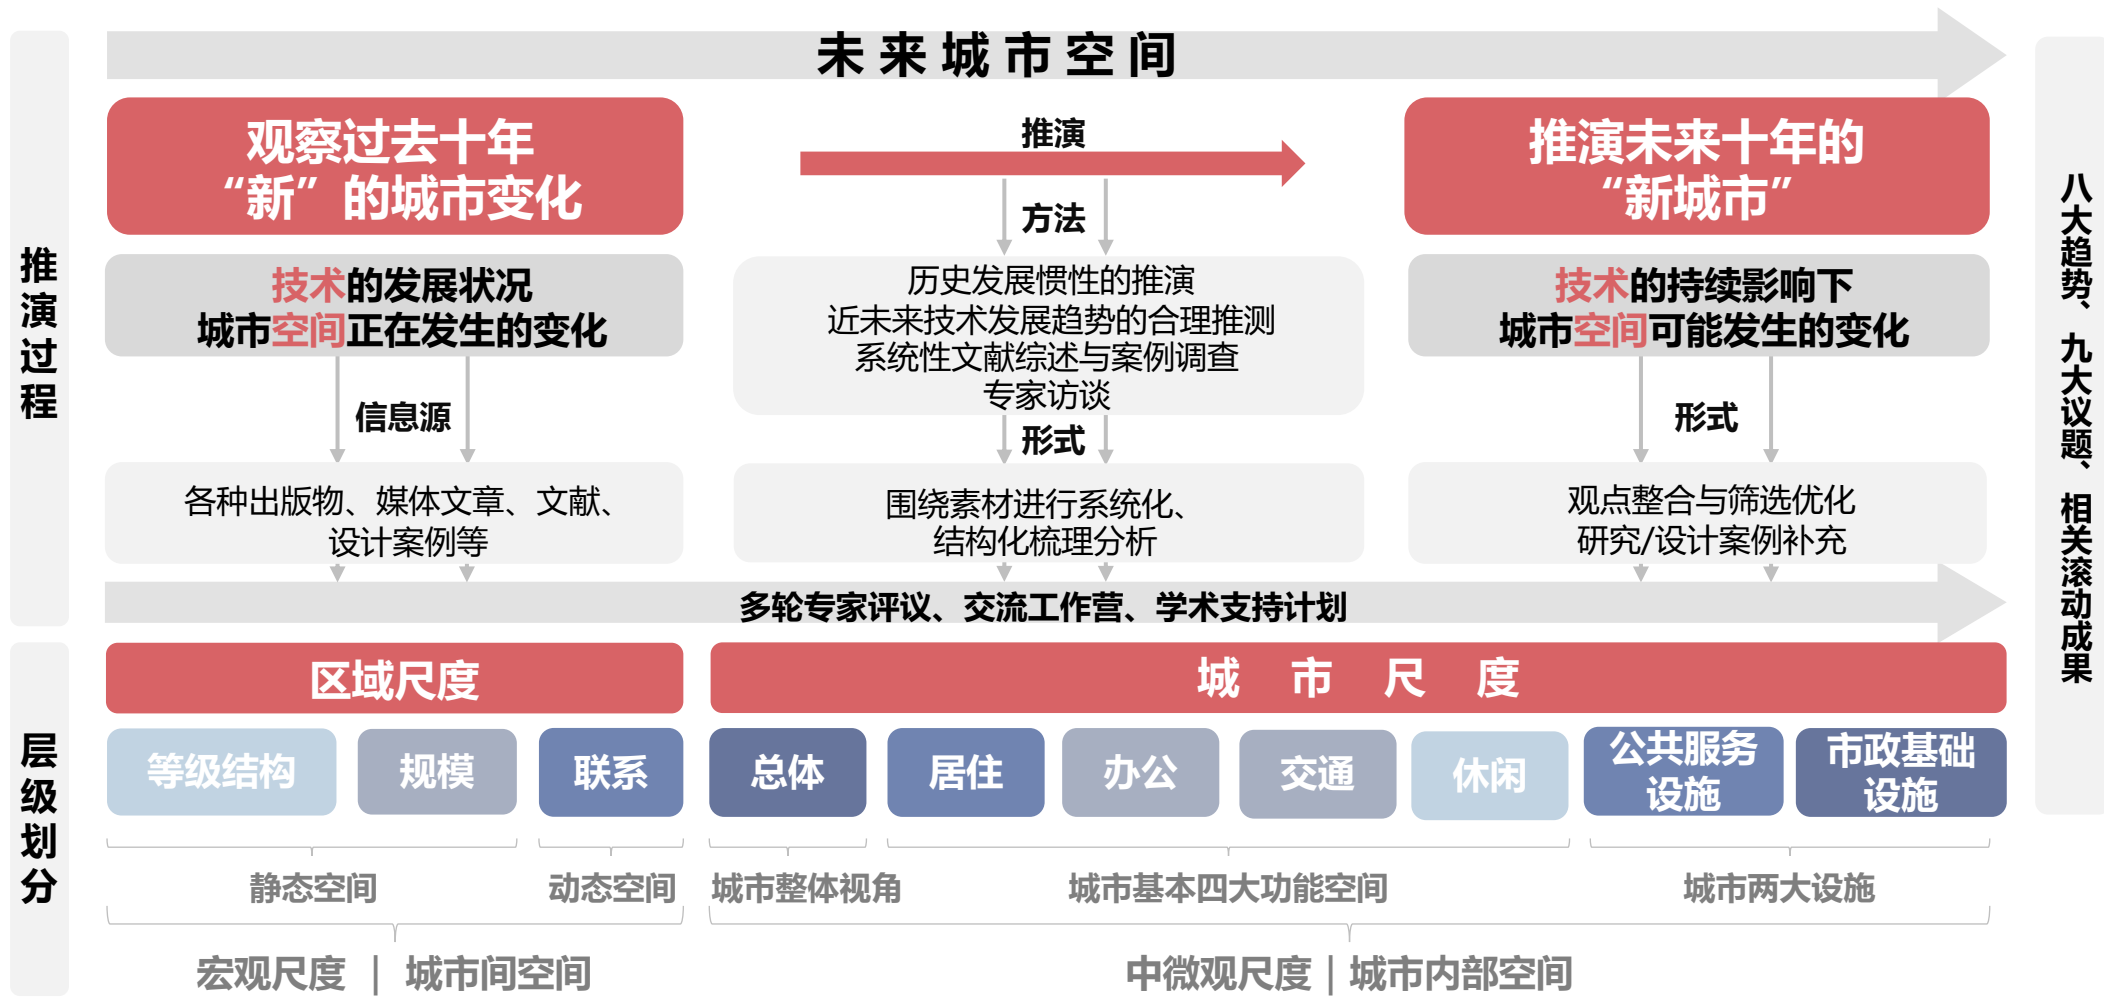 未来城市空间
推演过程
观察过去十年
“新”的城市变化
推演
推演未来十年的
“新城市”
方法
技术的发展状况
城市空间正在发生的变化
历史发展惯性的推演
近未来技术发展趋势的合理推测
系统性文献综述与案例调查
专家访谈
技术的持续影响下
城市空间可能发生的变化
信息源
形式
形式
各种出版物、媒体文章、文献、
设计案例等
围绕素材进行系统化、
结构化梳理分析
观点整合与筛选优化
研究/设计案例补充
多轮专家评议、交流工作营、学术支持计划
层级划分
区域尺度
城市尺度
等级结构
规模
联系
总体
居住
办公
交通
休闲
公共服务
设施
市政基础
设施
静态空间
动态空间
城市整体视角
城市基本四大功能空间
城市两大设施
宏观尺度 | 城市间空间
中微观尺度 | 城市内部空间
八大趋势、九大议题、相关滚动成果